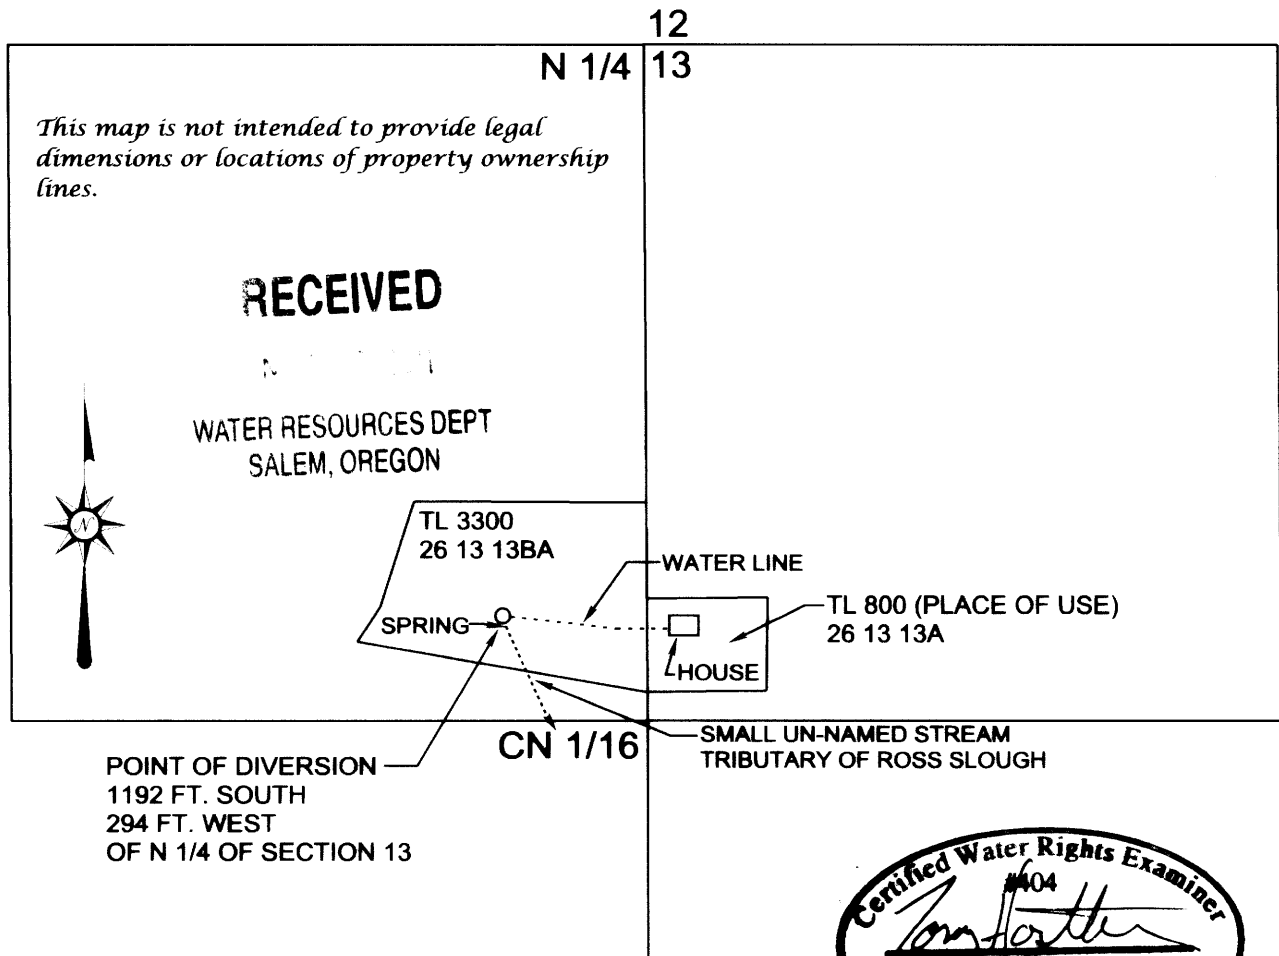 12
N 1/4 13
This map is not intended to provide legal
dimensions or locations of property ownership
lines.
RECEIVED
WATER RESOURCES DEPT
SALEM, OREGON
N
TL 3300
26 13 13BA
WATER LINE
SPRING
TL 800 (PLACE OF USE)
26 13 13A
HOUSE
CN 1/16
SMALL UN-NAMED STREAM
TRIBUTARY OF ROSS SLOUGH
POINT OF DIVERSION
1192 FT. SOUTH
294 FT. WEST
OF N 1/4 OF SECTION 13
Certified Water Rights Examiner
#404